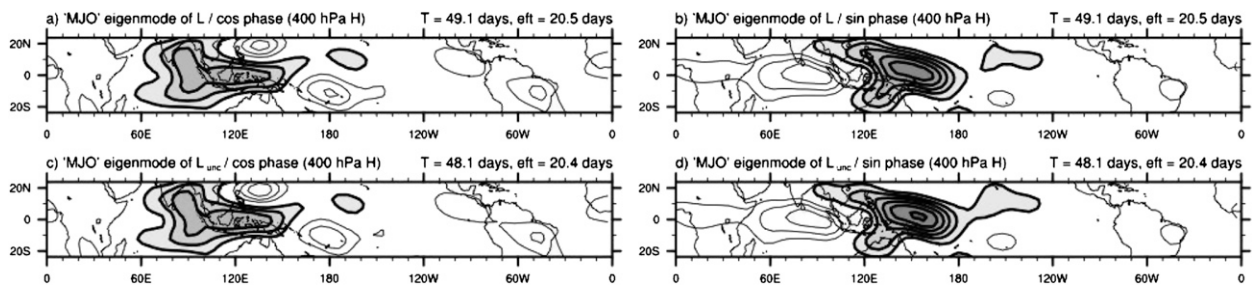 a) 'MJO' eigenmode of L / cos phase (400 hPa H) T = 49.1 days, eft = 20.5 days
b) 'MJO' eigenmode of L / sin phase (400 hPa H) T = 49.1 days, eft = 20.5 days
20N
0
20S
0 60E 120E 180 120W 60W 0
20N
0
20S
0 60E 120E 180 120W 60W 0
c) 'MJO' eigenmode of L unc / cos phase (400 hPa H) T = 48.1 days, eft = 20.4 days
d) 'MJO' eigenmode of L unc / sin phase (400 hPa H) T = 48.1 days, eft = 20.4 days
20N
0
20S
0 60E 120E 180 120W 60W 0
20N
0
20S
0 60E 120E 180 120W 60W 0